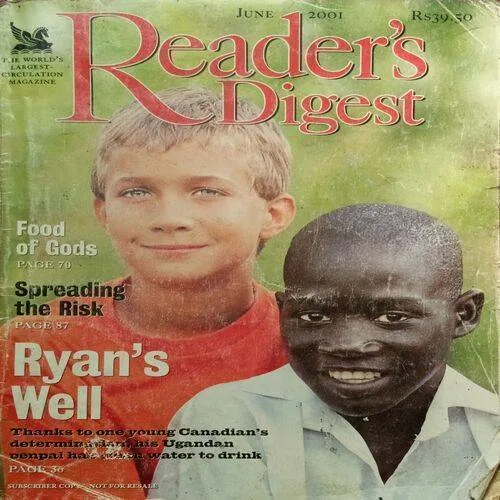 JUNE 2001 Rs39.50
THE WORLD'S
LARGEST-
CIRCULATION
MAGAZINE
Reader's
Digest
Food
of Gods
PAGE 70
Spreading
the Risk
PAGE 87
Ryan's
Well
Thanks to one young Canadian's
determination, his Ugandan
penpal has water to drink
PAGE 36
SUBSCRIBER COPY - NOT FOR RESALE